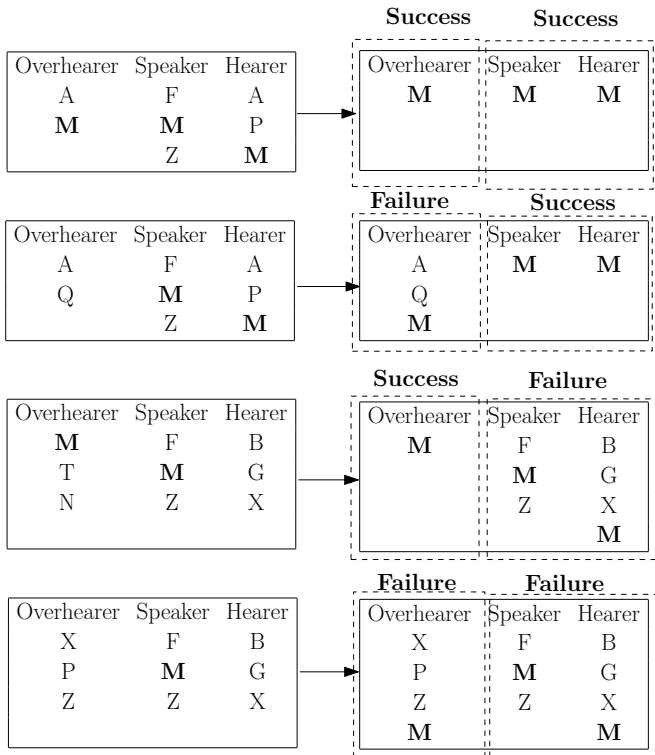 Success Success
Overhearer Speaker Hearer Overhearer Speaker Hearer
A F A M M M
M M P
Z M
Failure Success
Overhearer Speaker Hearer Overhearer Speaker Hearer
A F A A M M
Q M P Q
Z M M
Success Failure
Overhearer Speaker Hearer Overhearer Speaker Hearer
M F B M F B
T M G M G
N Z X Z X
M
Failure Failure
Overhearer Speaker Hearer Overhearer Speaker Hearer
X F B X F B
P M G P M G
Z Z X Z Z X
M M